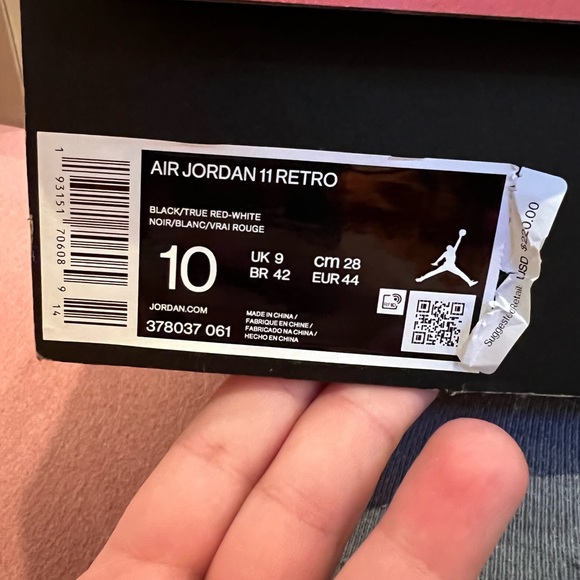 AIR JORDAN 11 RETRO
BLACK/TRUE RED-WHITE
NOIR/BLANC/VRAI ROUGE
10
UK 9
cm 28
BR 42
EUR 44
JORDAN.COM
378037 061
MADE IN CHINA /
FABRIQUE EN CHINE /
FABRICADO NA CHINA /
HECHO EN CHINA
1 93151 70608 9 14
Suggested Retail USD $220.00